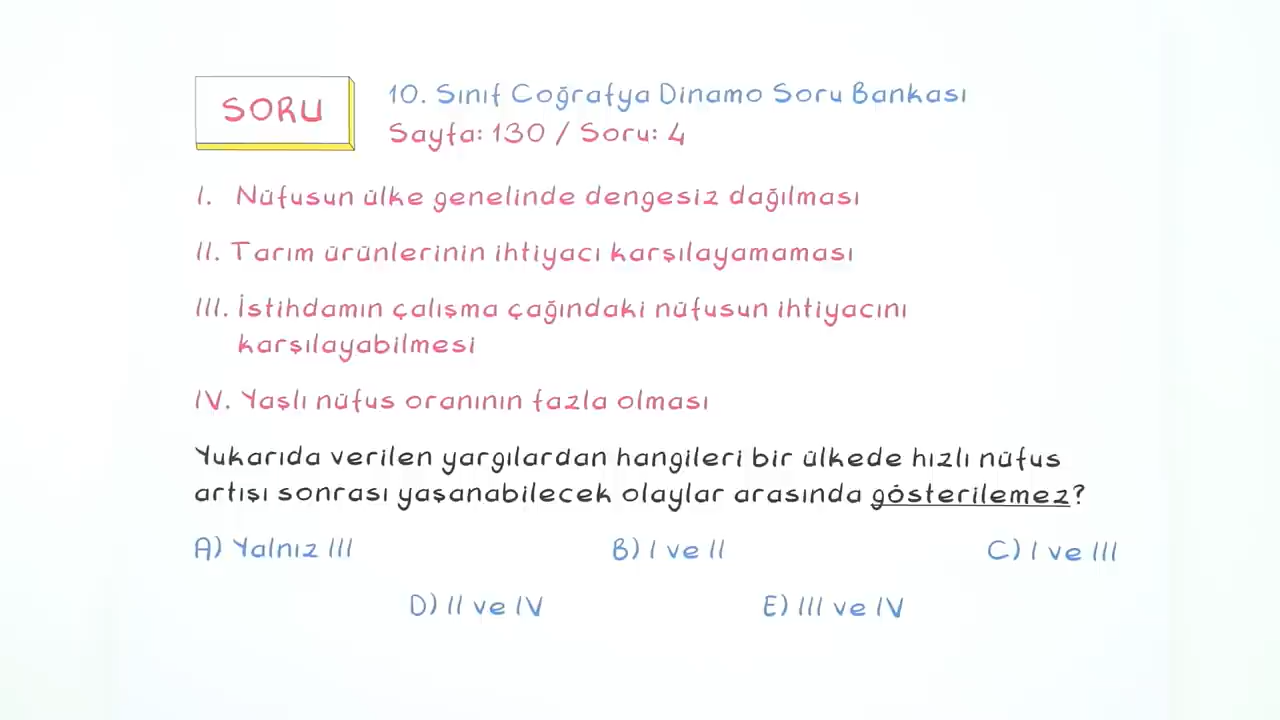 SORU
10. Sınıf Coğrafya Dinamo Soru Bankası
Sayfa: 130 / Soru: 4
I. Nüfusun ülke genelinde dengesiz dağılması
II. Tarım ürünlerinin ihtiyacı karşılayamaması
III. İstihdamın çalışma çağındaki nüfusun ihtiyacını
karşılayabilmesi
IV. Yaşlı nüfus oranının fazla olması
Yukarıda verilen yargılardan hangileri bir ülkede hızlı nüfus
artışı sonrası yaşanabilecek olaylar arasında gösterilemez?
A) Yalnız III B) I ve II C) I ve III
D) II ve IV E) III ve IV